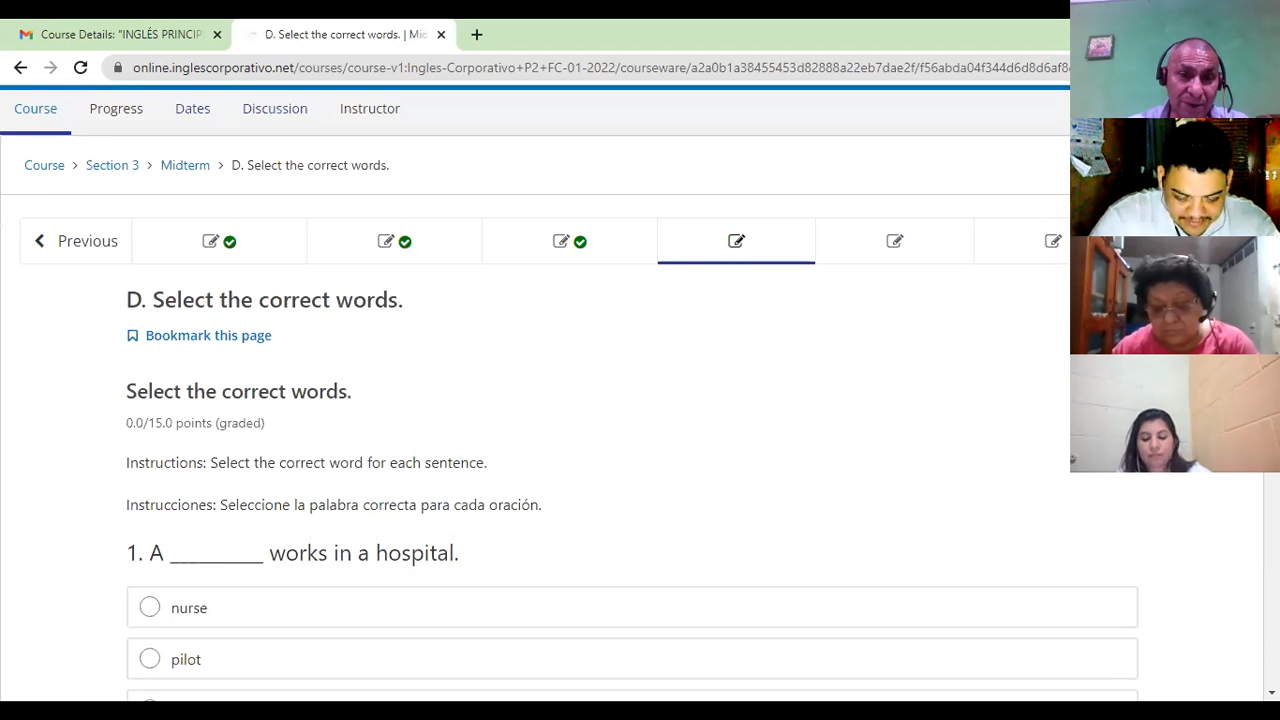 Course Details: "INGLÉS PRINCIP
D. Select the correct words. | Mic
online.inglescorporativo.net/courses/course-v1:Ingles-Corporativo+P2+FC-01-2022/courseware/a2a0b1a38455453d82888a22eb7dae2f/f56abda04f344d6d8d6af8
Course Progress Dates Discussion Instructor
Course > Section 3 > Midterm > D. Select the correct words.
Previous
D. Select the correct words.
Bookmark this page
Select the correct words.
0.0/15.0 points (graded)
Instructions: Select the correct word for each sentence.
Instrucciones: Seleccione la palabra correcta para cada oración.
1. A _________ works in a hospital.
nurse
pilot